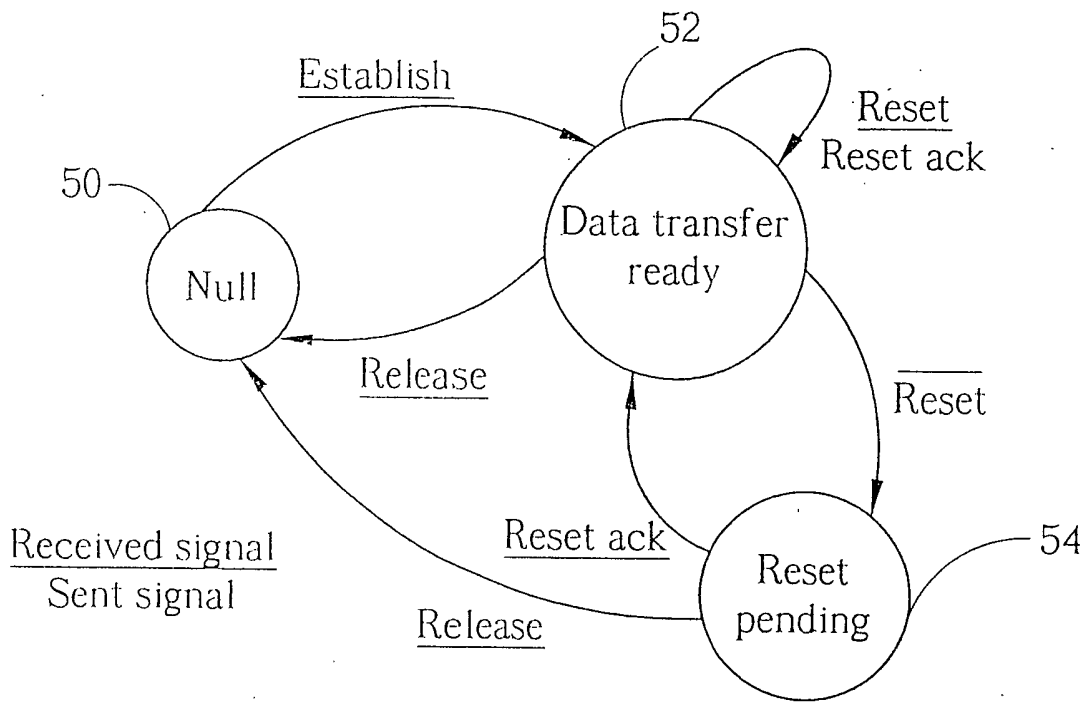 52
Establish
Reset
Reset ack
50
Data transfer
ready
Null
Release
Reset
Received signal
Sent signal
Reset ack
54
Reset
pending
Release